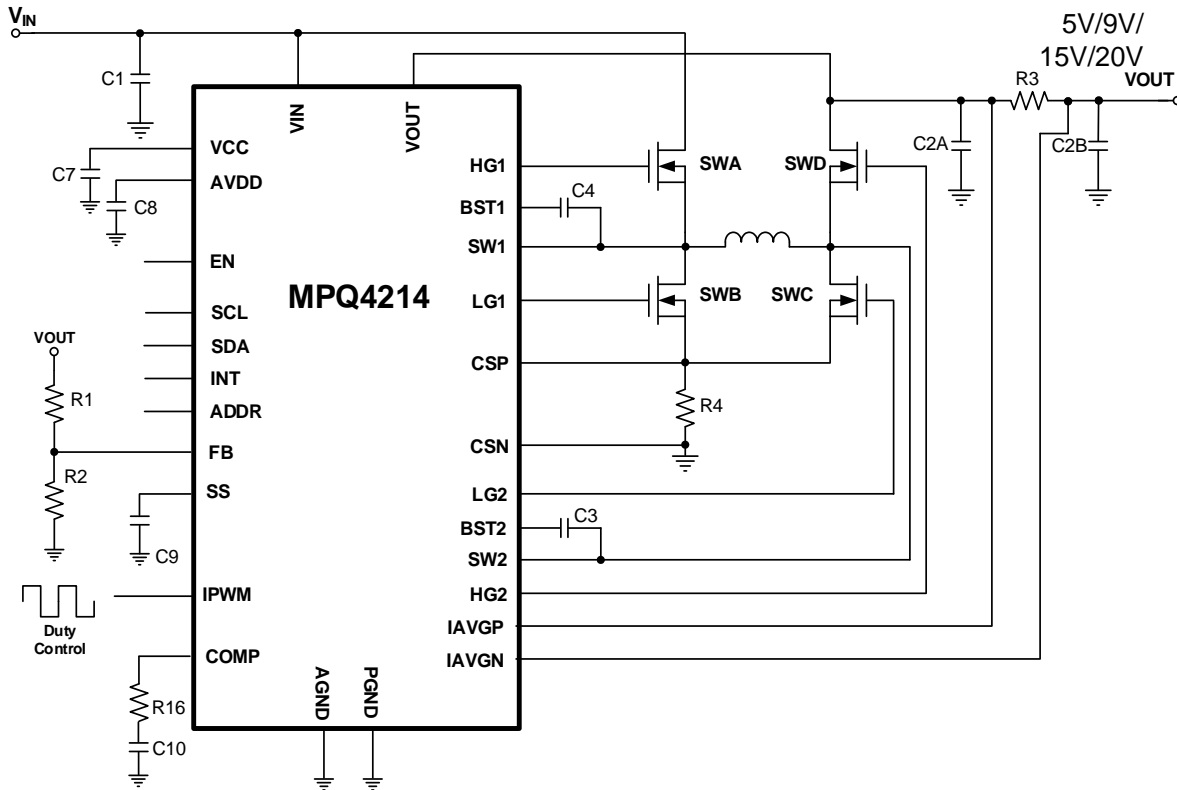 VIN
5V/9V/
15V/20V
VOUT
R3
C1
VIN
VOUT
C2A
C2B
VCC
C7
AVDD
C8
HG1
SWA
SWD
C4
BST1
EN
SW1
MPQ4214
LG1
SWB
SWC
SCL
VOUT
SDA
INT
CSP
R1
ADDR
R4
FB
CSN
R2
SS
LG2
C3
BST2
C9
SW2
IPWM
HG2
Duty
Control
IAVGP
COMP
IAVGN
AGND
PGND
R16
C10